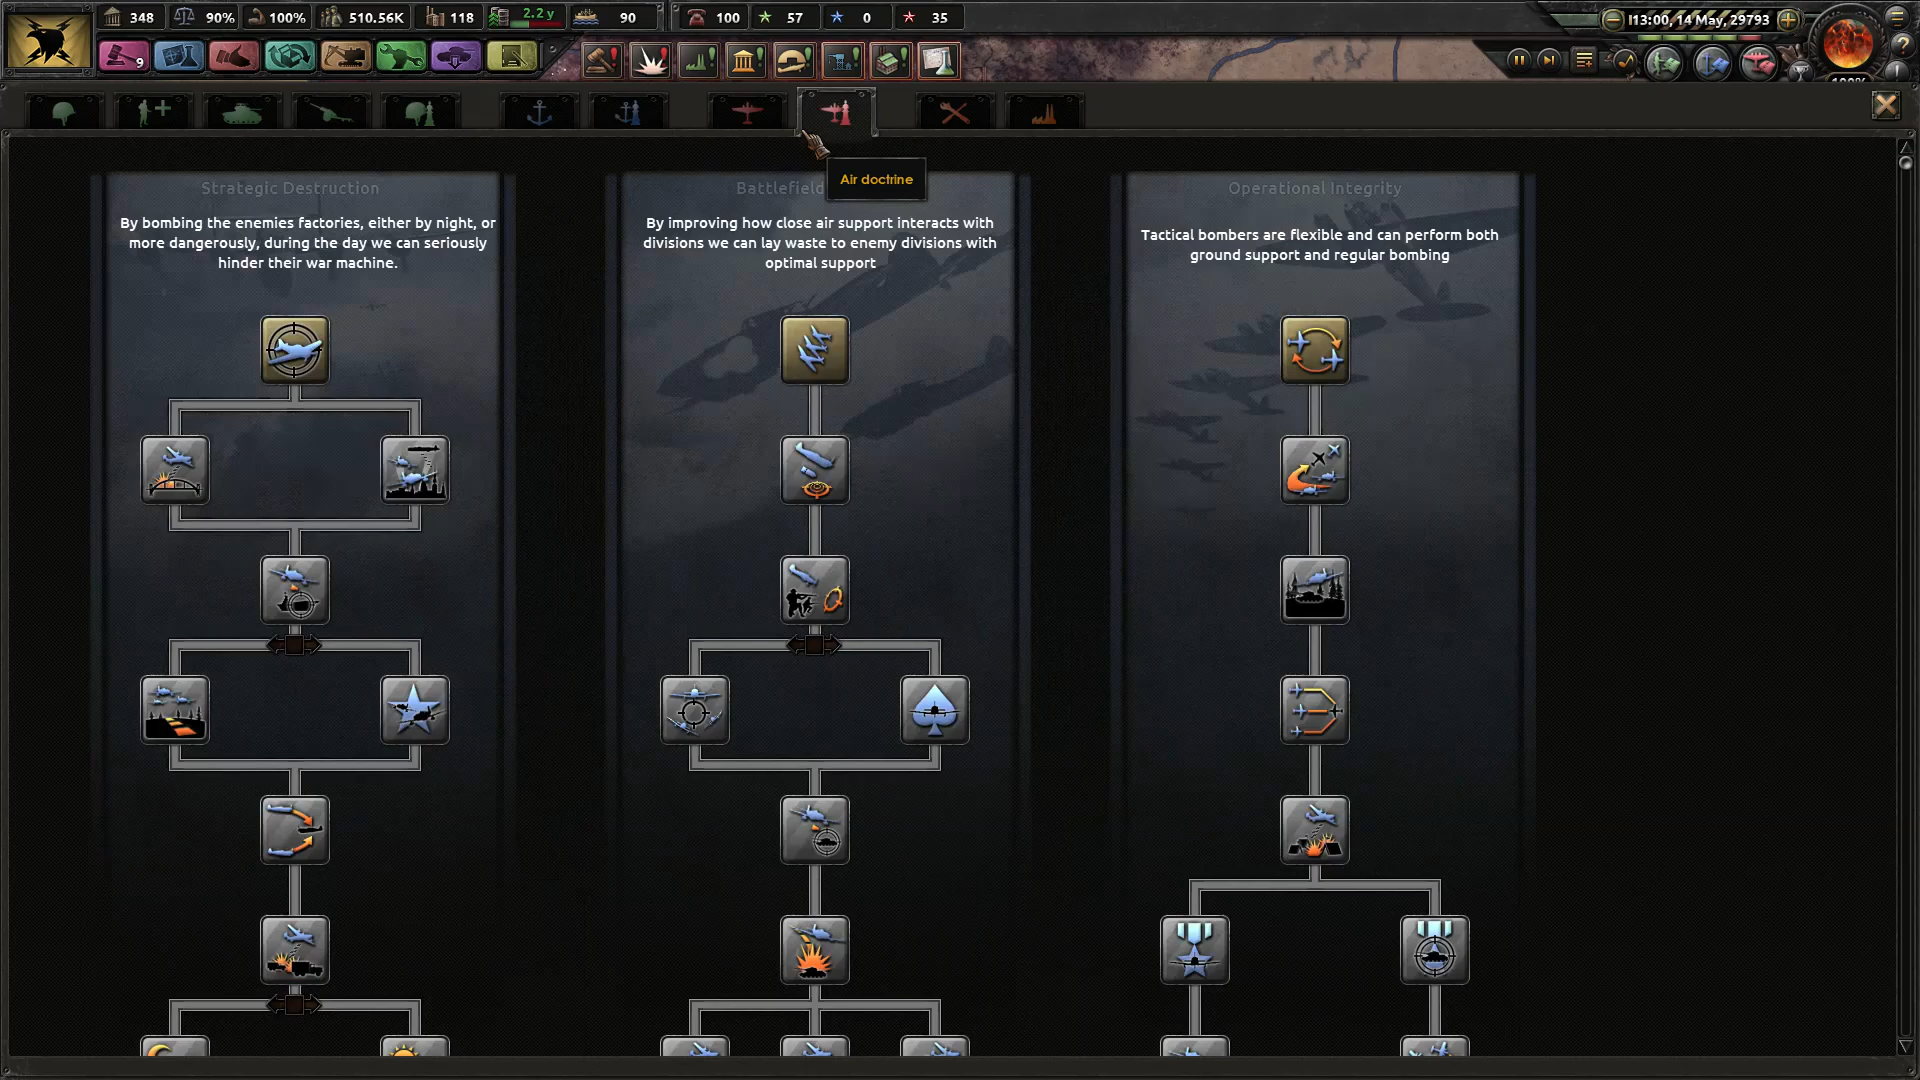 348
90%
100%
510.56K
118
2.2 y
90
100
57
0
35
113:00, 14 May, 29793
9
Air doctrine
Strategic Destruction
By bombing the enemies factories, either by night, or
more dangerously, during the day we can seriously
hinder their war machine.
Battlefield
By improving how close air support interacts with
divisions we can lay waste to enemy divisions with
optimal support
Operational Integrity
Tactical bombers are flexible and can perform both
ground support and regular bombing